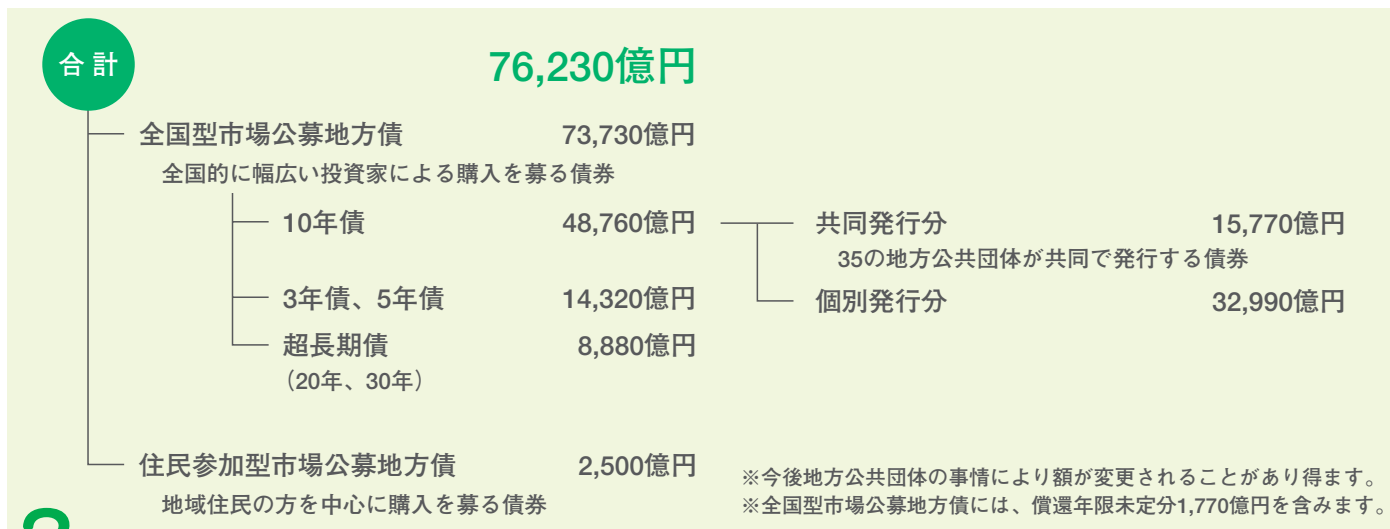 合計
76,230億円
全国型市場公募地方債 73,730億円
全国的に幅広い投資家による購入を募る債券
10年債 48,760億円
共同発行分 15,770億円
35の地方公共団体が共同で発行する債券
3年債、5年債 14,320億円
個別発行分 32,990億円
超長期債 8,880億円
（20年、30年）
住民参加型市場公募地方債 2,500億円
地域住民の方を中心に購入を募る債券
※今後地方公共団体の事情により額が変更されることがあり得ます。
※全国型市場公募地方債には、償還年限未定分1,770億円を含みます。